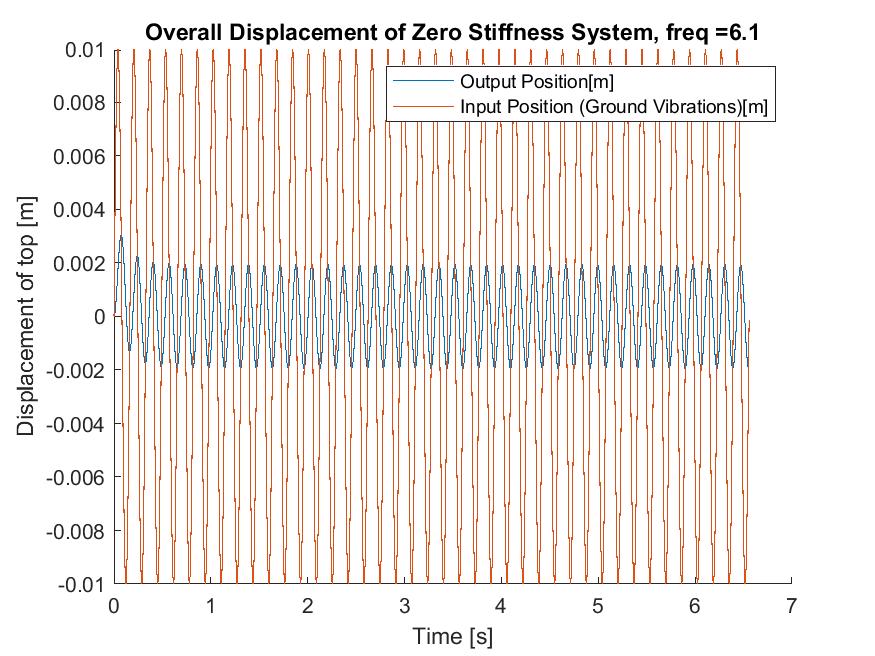 Overall Displacement of Zero Stiffness System, freq =6.1
0.01
0.008
0.006
0.004
0.002
0
-0.002
-0.004
-0.006
-0.008
-0.01
Displacement of top [m]
Output Position[m]
Input Position (Ground Vibrations)[m]
0 1 2 3 4 5 6 7
Time [s]